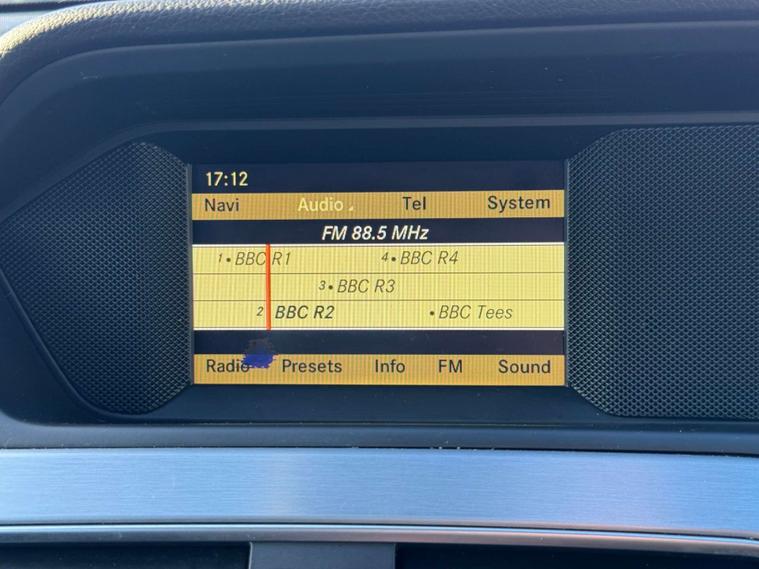 17:12
Navi Audio Tel System
FM 88.5 MHz
1•BBC R1 4•BBC R4
3•BBC R3
2 BBC R2 •BBC Tees
Radio Presets Info FM Sound